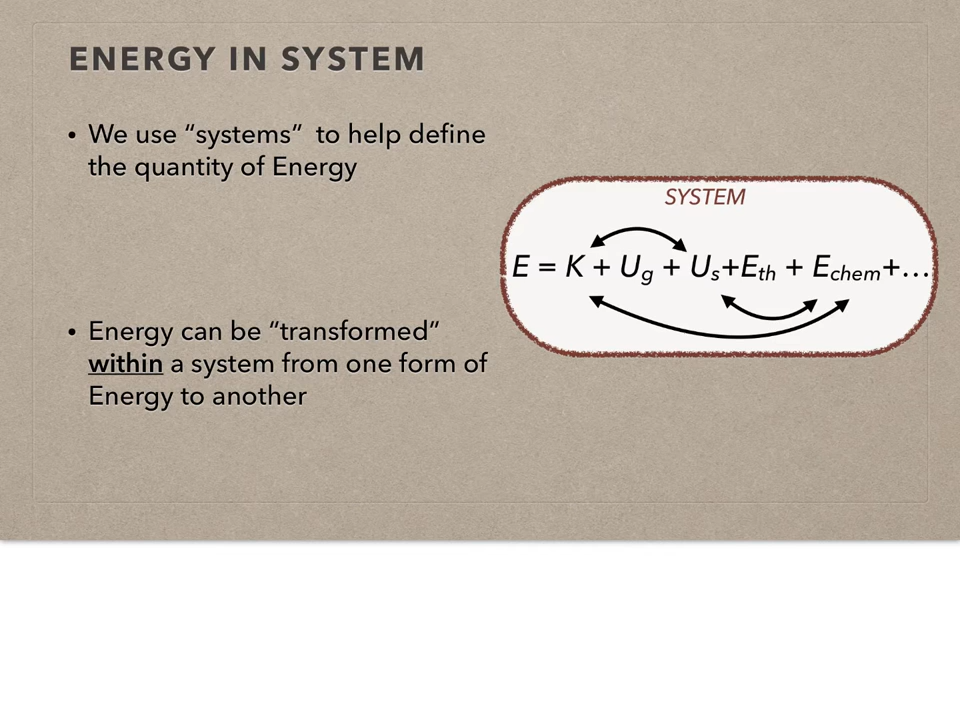 ENERGY IN SYSTEM
• We use “systems”  to help define
the quantity of Energy
SYSTEM
E = K + Ug + Us+Eth + Echem+…
• Energy can be “transformed”
within a system from one form of
Energy to another